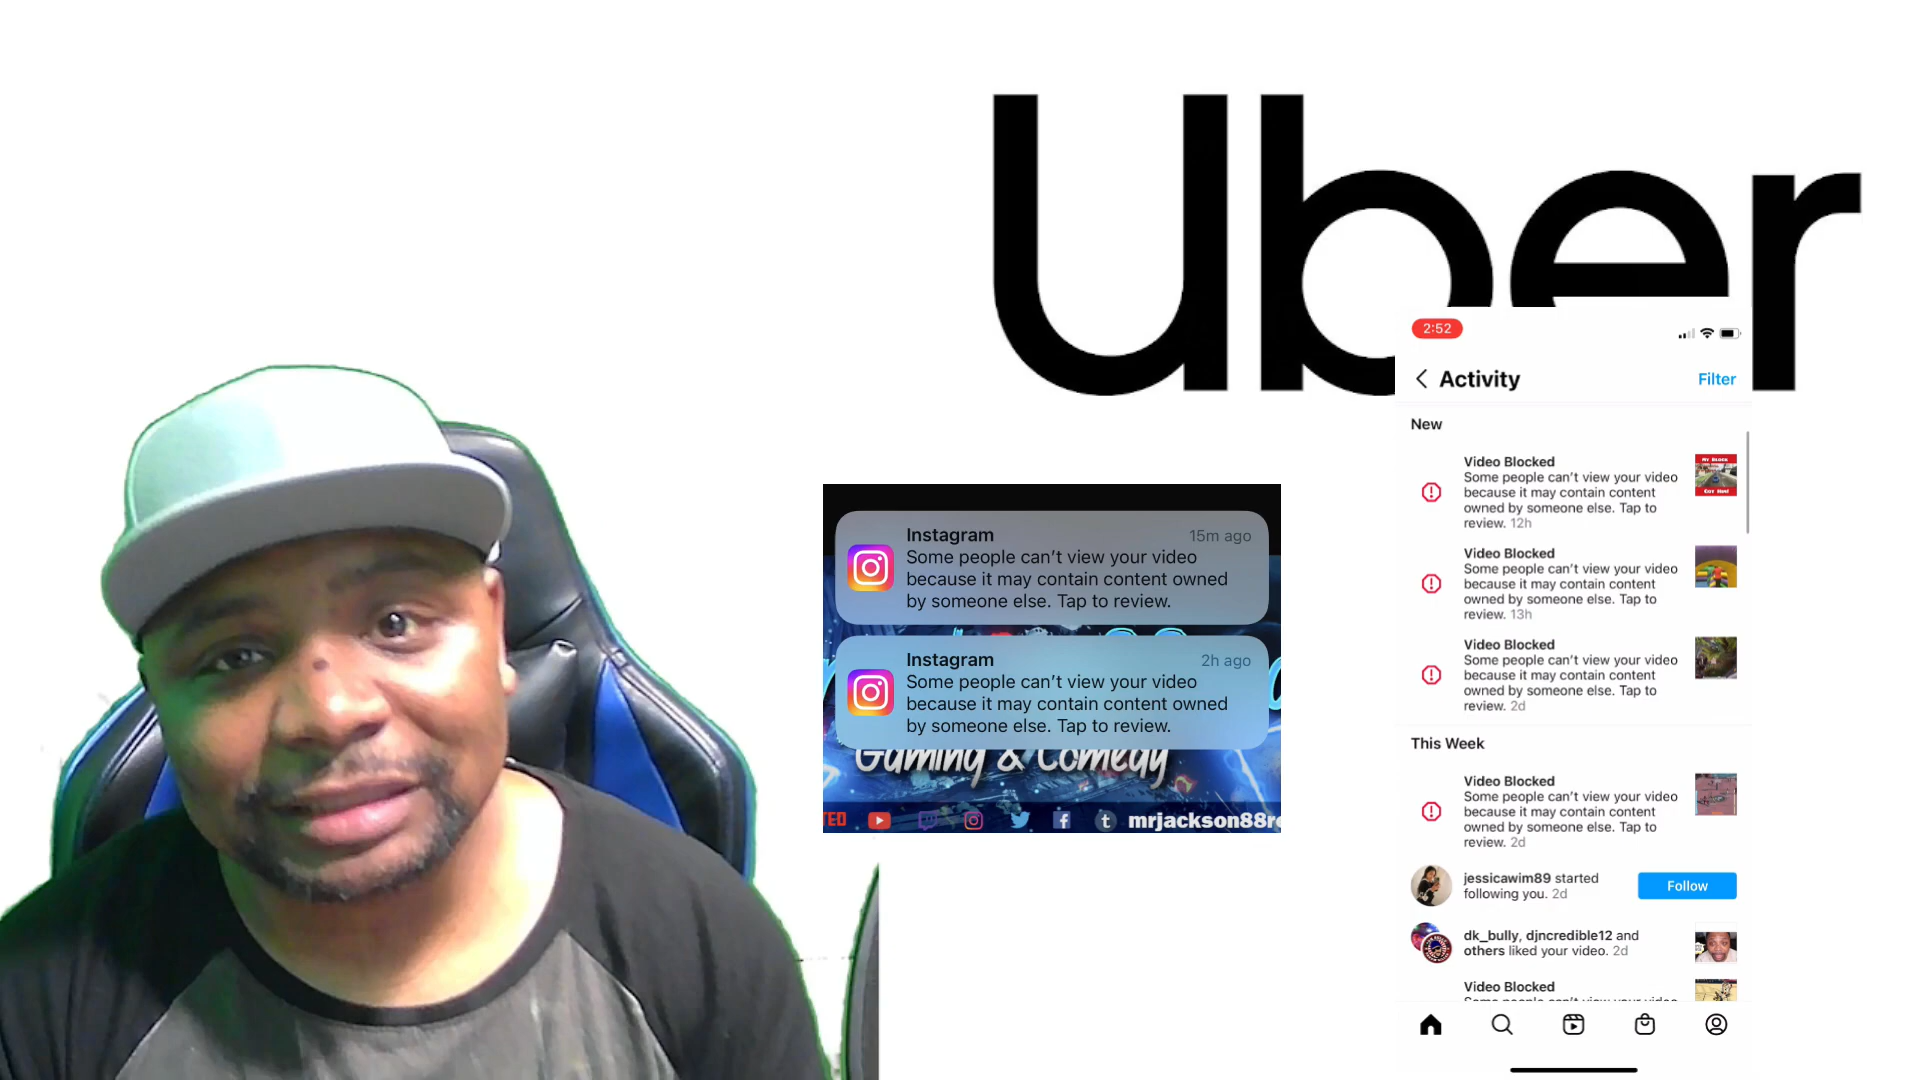 Uber
Instagram 15m ago
Some people can't view your video
because it may contain content owned
by someone else. Tap to review.
Instagram 2h ago
Some people can't view your video
because it may contain content owned
by someone else. Tap to review.
Gaming & Comedy
mrjackson88re
2:52
Activity
Filter
New
Video Blocked
Some people can't view your video
because it may contain content
owned by someone else. Tap to
review. 12h
Video Blocked
Some people can't view your video
because it may contain content
owned by someone else. Tap to
review. 13h
Video Blocked
Some people can't view your video
because it may contain content
owned by someone else. Tap to
review. 2d
This Week
Video Blocked
Some people can't view your video
because it may contain content
owned by someone else. Tap to
review. 2d
jessicawim89 started
following you. 2d
Follow
dk_bully, djncredible12 and
others liked your video. 2d
Video Blocked
Some people can't view your video